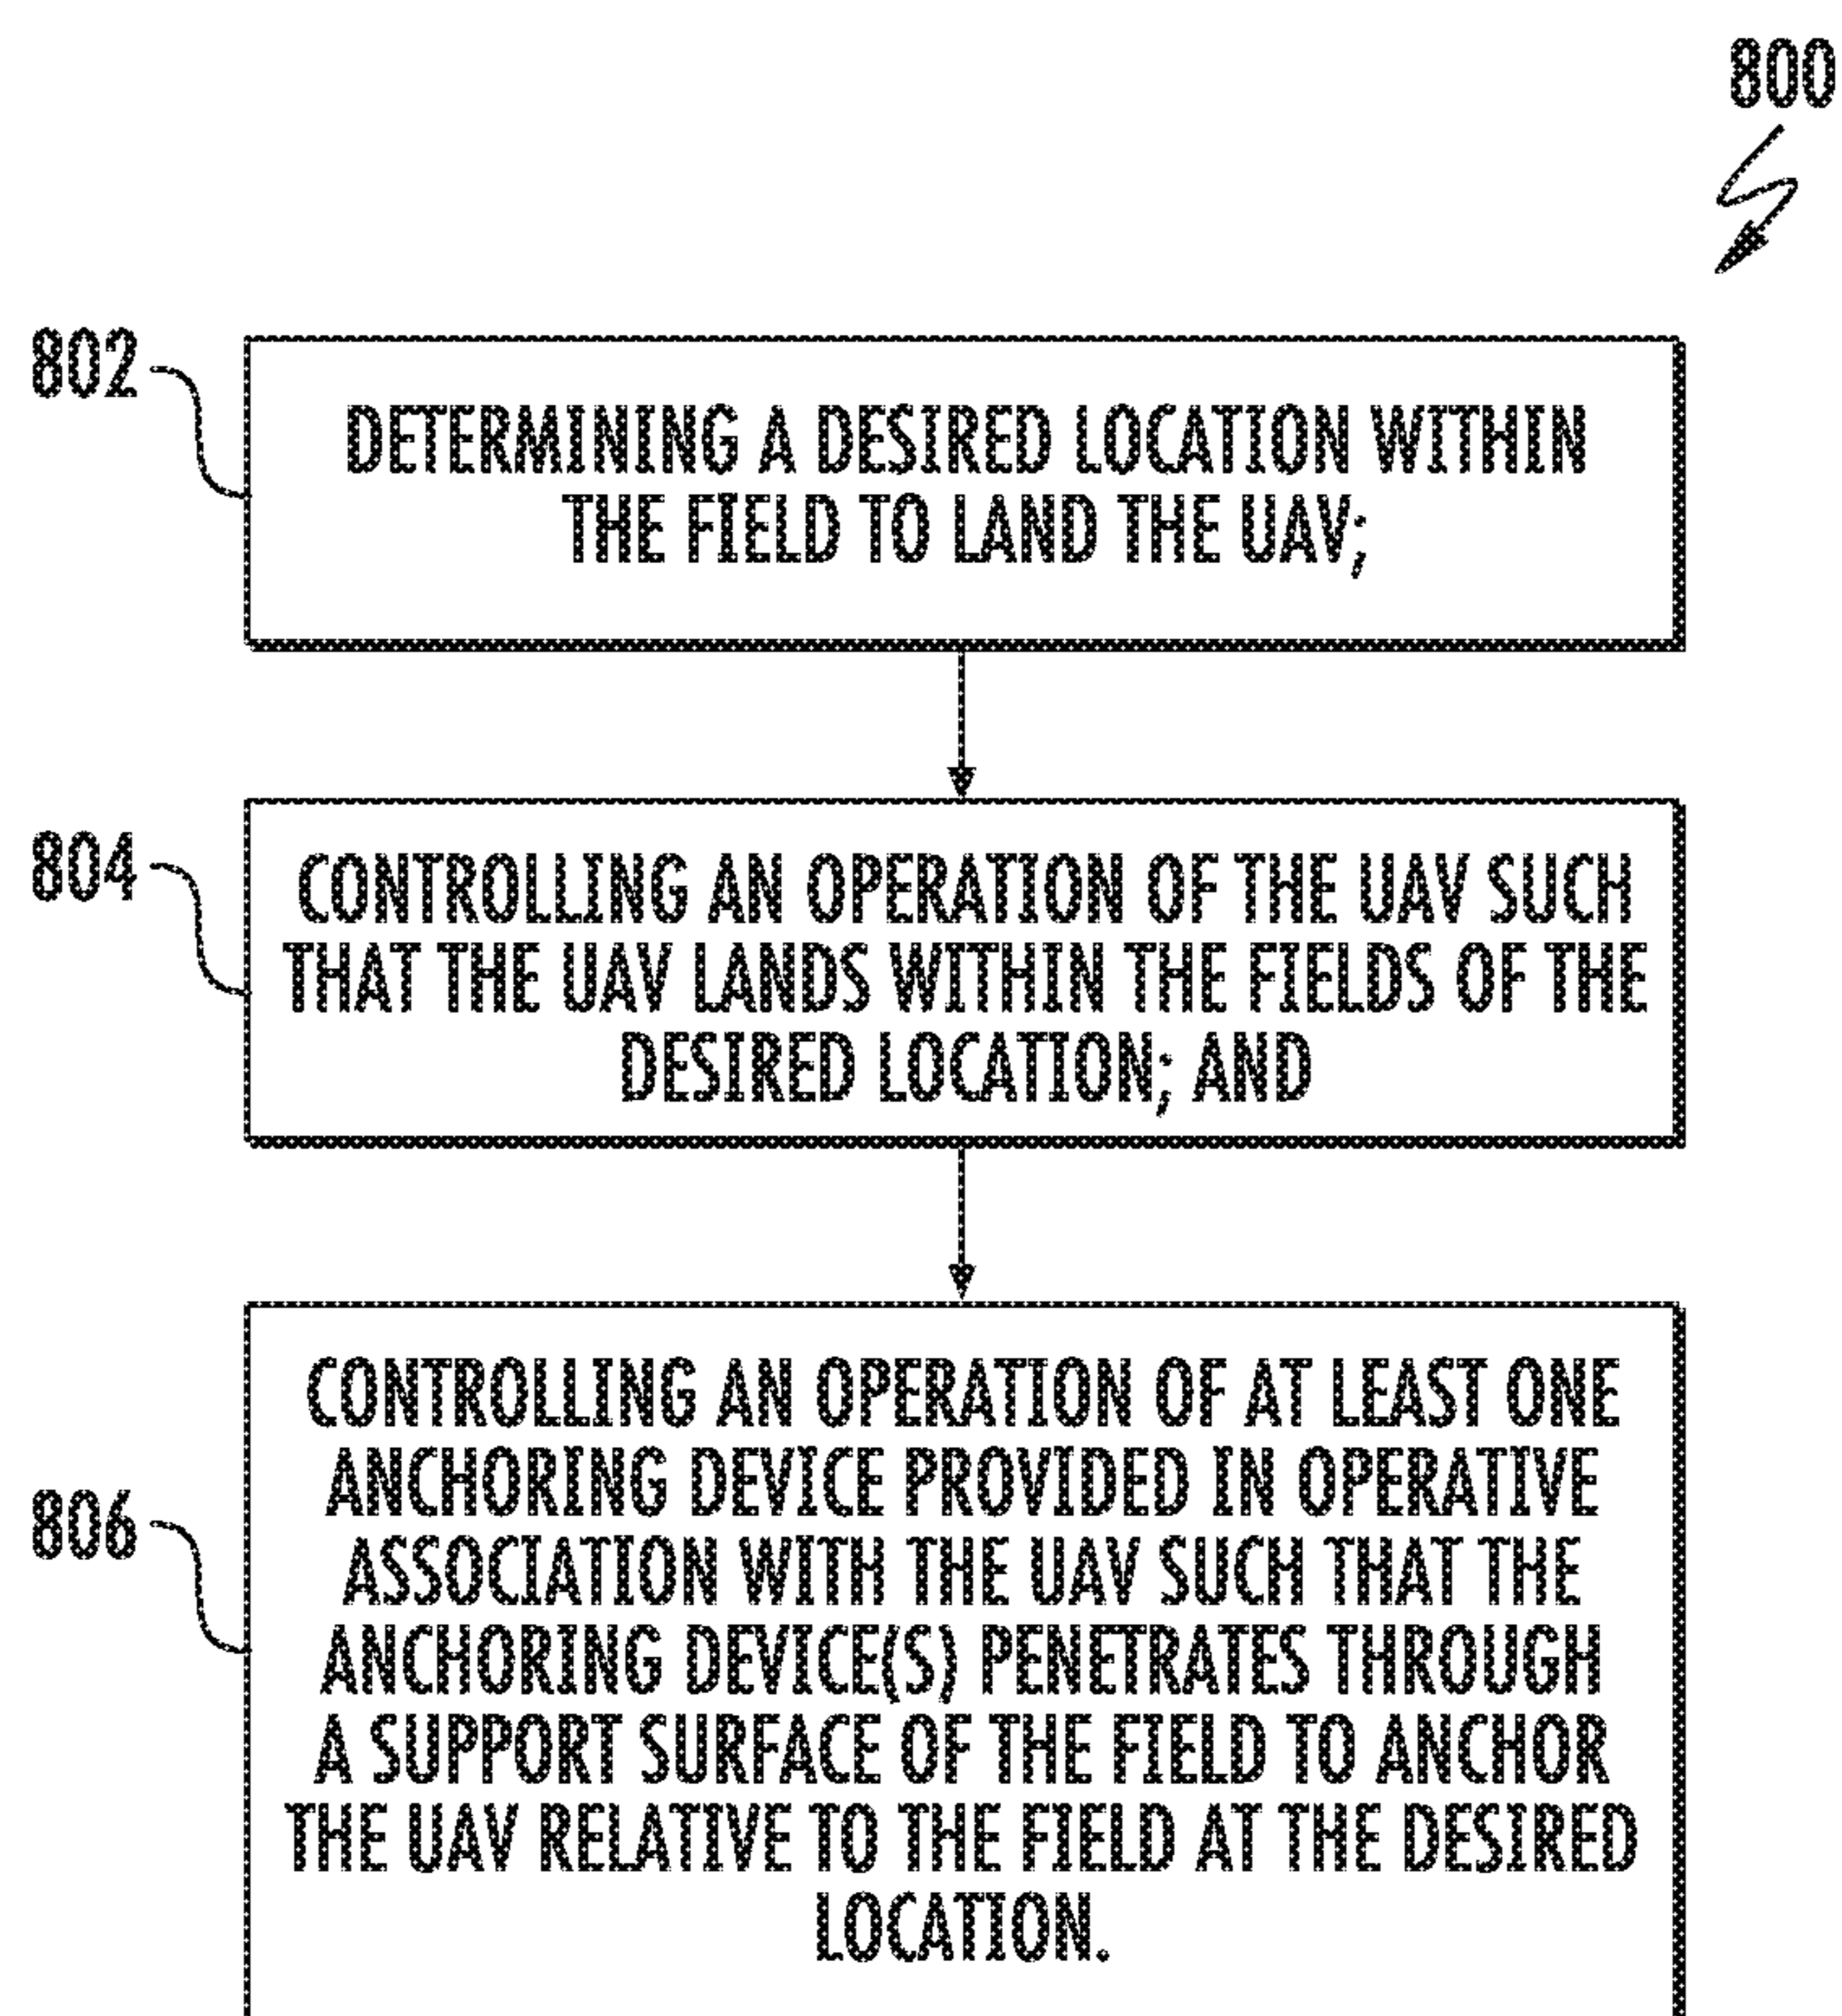 800
802
DETERMINING A DESIRED LOCATION WITHIN
THE FIELD TO LAND THE UAV;
804
CONTROLLING AN OPERATION OF THE UAV SUCH
THAT THE UAV LANDS WITHIN THE FIELDS OF THE
DESIRED LOCATION; AND
806
CONTROLLING AN OPERATION OF AT LEAST ONE
ANCHORING DEVICE PROVIDED IN OPERATIVE
ASSOCIATION WITH THE UAV SUCH THAT THE
ANCHORING DEVICE(S) PENETRATES THROUGH
A SUPPORT SURFACE OF THE FIELD TO ANCHOR
THE UAV RELATIVE TO THE FIELD AT THE DESIRED
LOCATION.